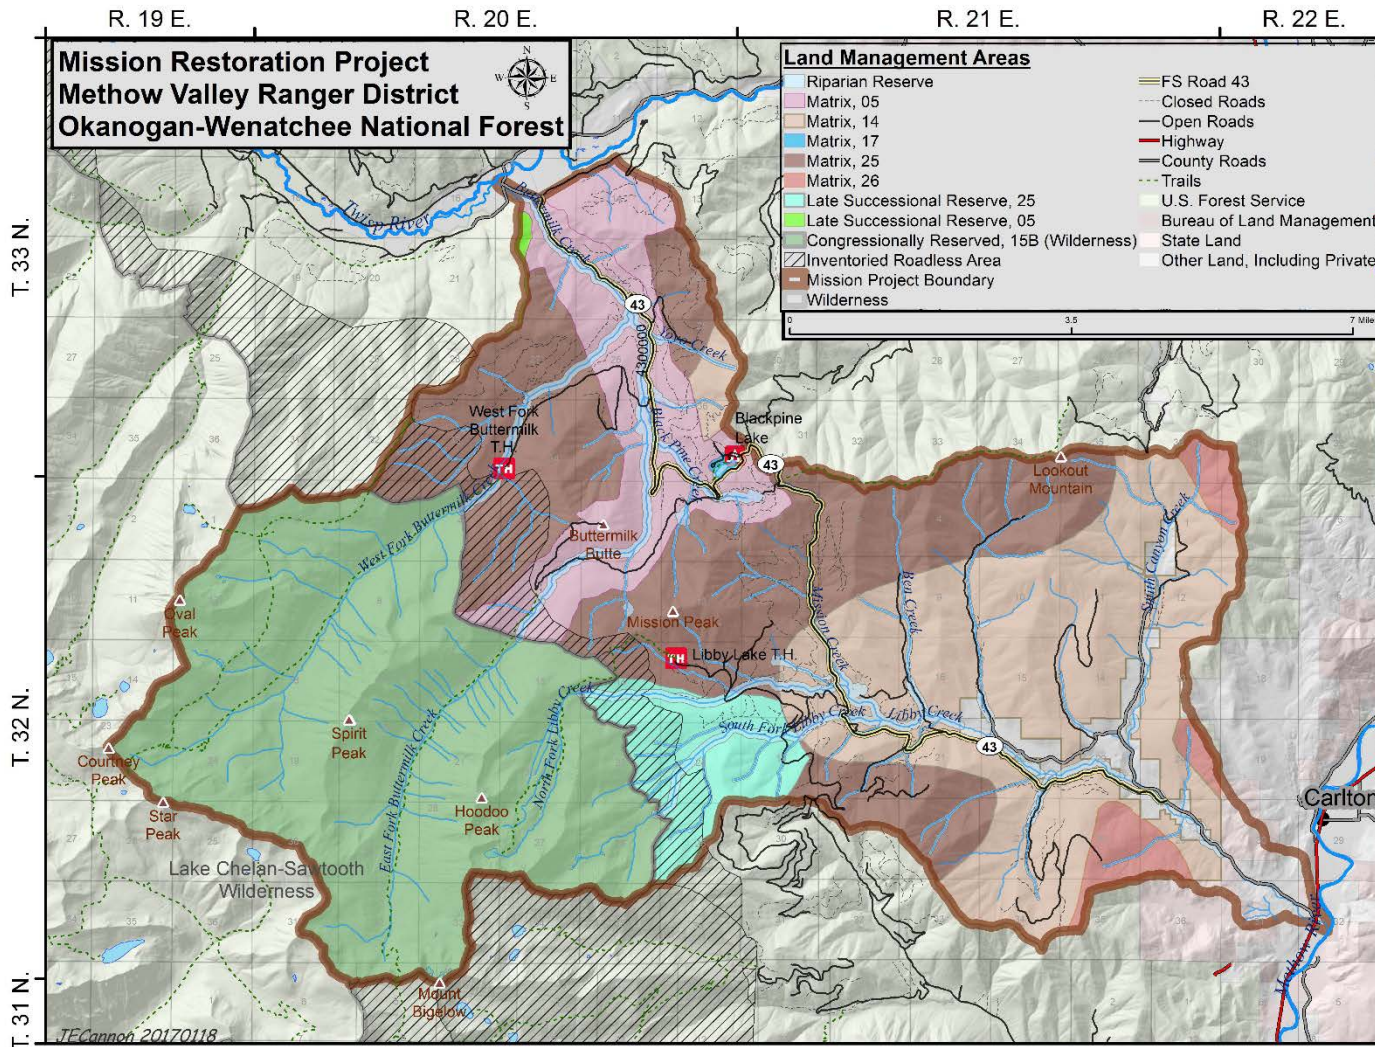 R. 19 E.
R. 20 E.
R. 21 E.
R. 22 E.
Mission Restoration Project
Methow Valley Ranger District
Okanogan-Wenatchee National Forest
N
W
E
S
Land Management Areas
Riparian Reserve
Matrix, 05
Matrix, 14
Matrix, 17
Matrix, 25
Matrix, 26
Late Successional Reserve, 25
Late Successional Reserve, 05
Congressionally Reserved, 15B (Wilderness)
Inventoried Roadless Area
Mission Project Boundary
Wilderness
FS Road 43
Closed Roads
Open Roads
Highway
County Roads
Trails
U.S. Forest Service
Bureau of Land Management
State Land
Other Land, Including Private
0
3.5
7 Mile
T. 33 N.
T. 32 N.
T. 31 N.
Twisp River
43
4300000
West Fork
Buttermilk
T.H.
TH
Blackpine
Lake
43
Lookout
Mountain
West Fork Buttermilk Creek
Buttermilk
Butte
South Canyon Creek
Ben Creek
Mission Creek
Oval
Peak
Mission Peak
TH
Libby Lake T.H.
Spirit
Peak
Courtney
Peak
Star
Peak
Hoodoo
Peak
East Fork Buttermilk Creek
North Fork Libby Creek
South Fork Libby Creek
Libby Creek
43
Carlton
Lake Chelan-Sawtooth
Wilderness
Mount
Bigelow
Methow River
JECannon 20170118